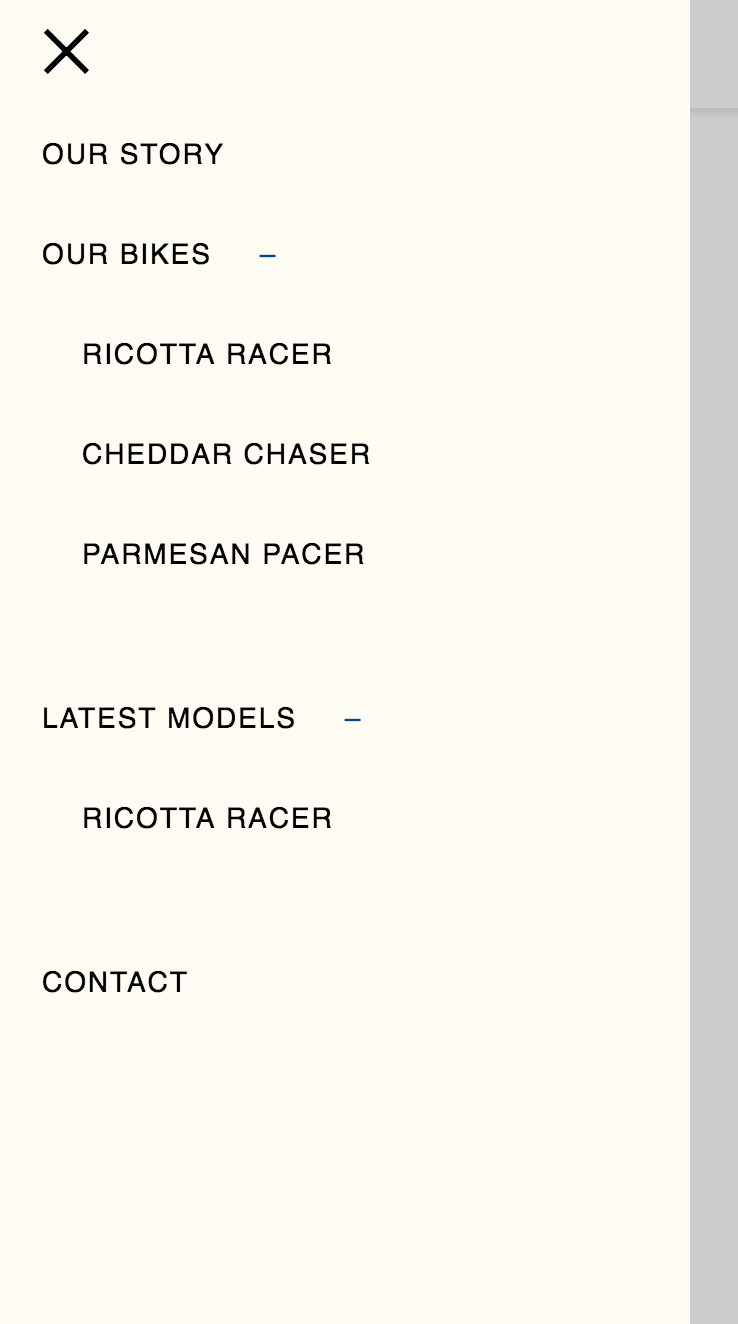 OUR STORY
OUR BIKES –
RICOTTA RACER
CHEDDAR CHASER
PARMESAN PACER
LATEST MODELS –
RICOTTA RACER
CONTACT